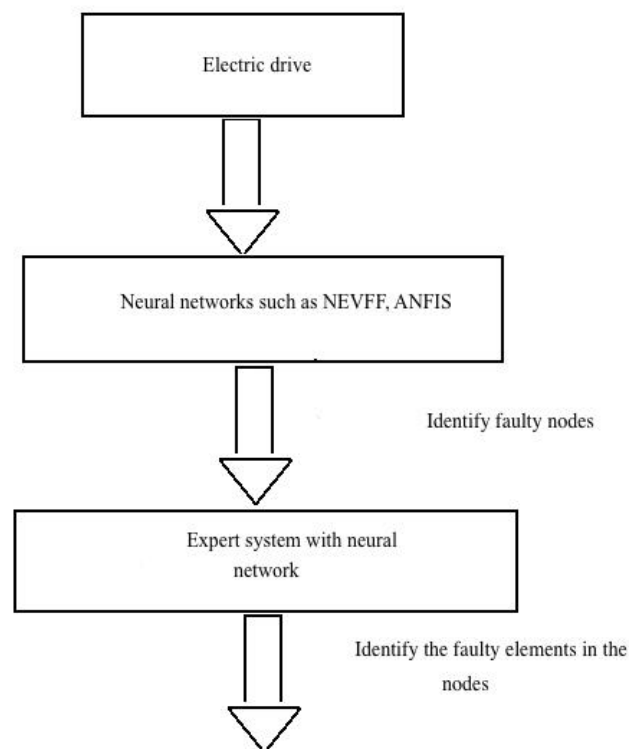 Electric drive
Neural networks such as NEVFF, ANFIS
Identify faulty nodes
Expert system with neural
network
Identify the faulty elements in the
nodes